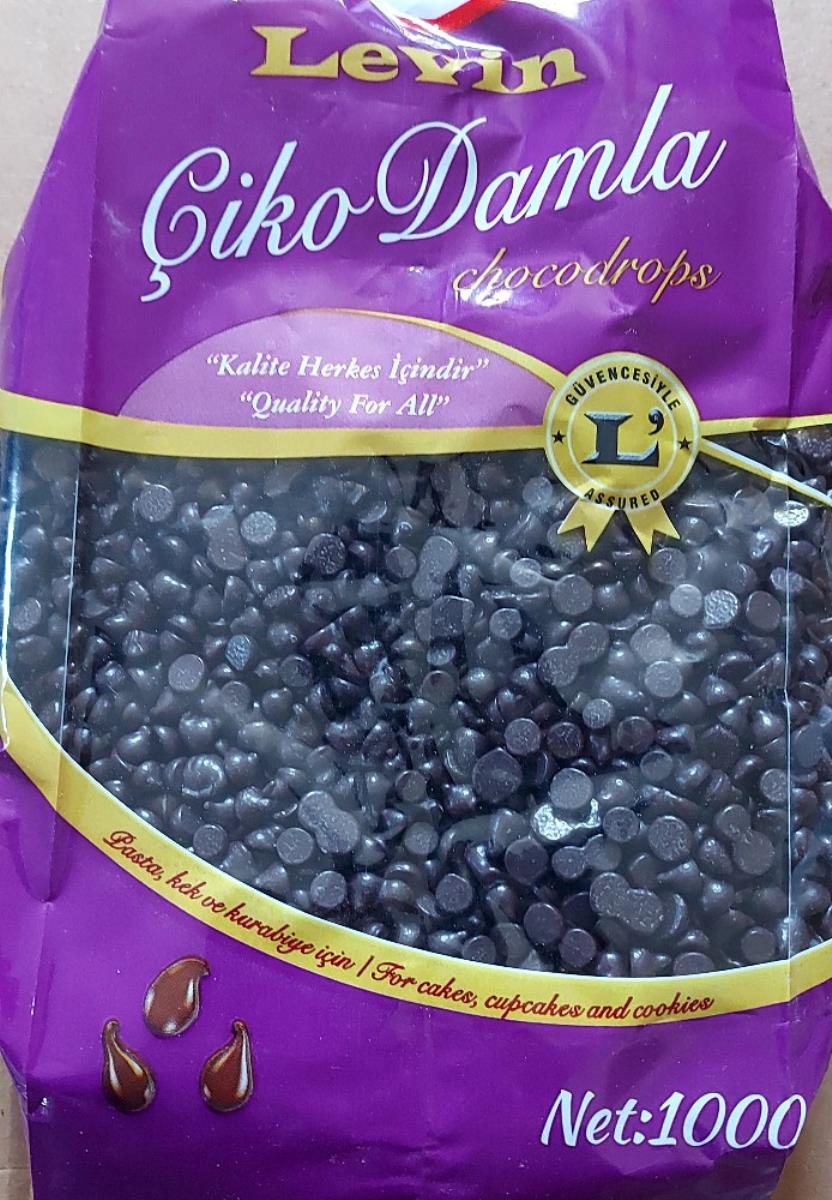 Levin
Çiko Damla
chocodrops
“Kalite Herkes İçindir”
“Quality For All”
GÜVENCESİYLE
L’
ASSURED
Pasta, kek ve kurabiye için | For cakes, cupcakes and cookies
Net:1000